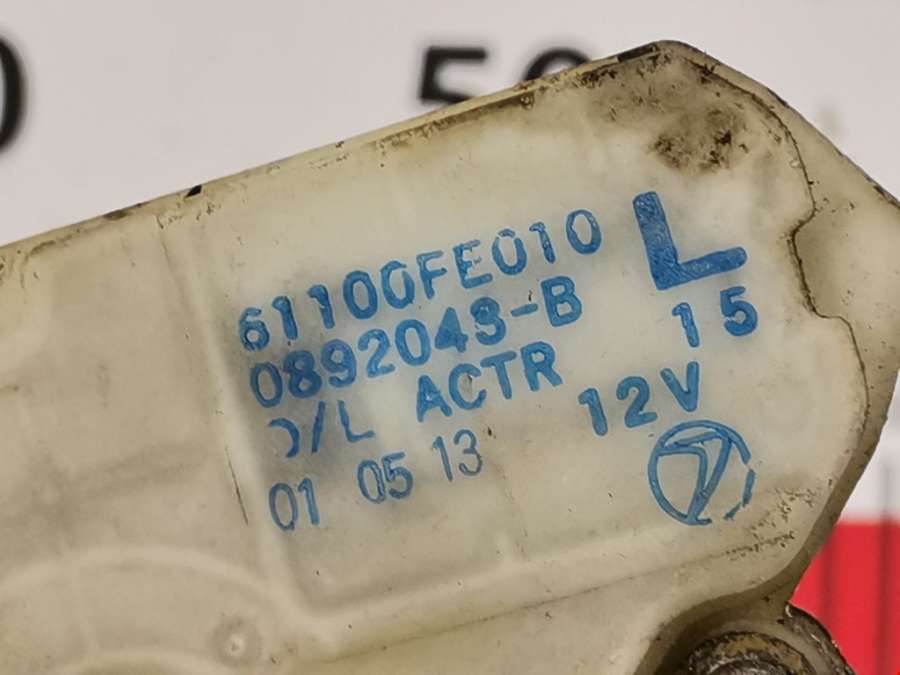 61100FE010 L
0892043-B 15
/L ACTR 12V
01 05 13